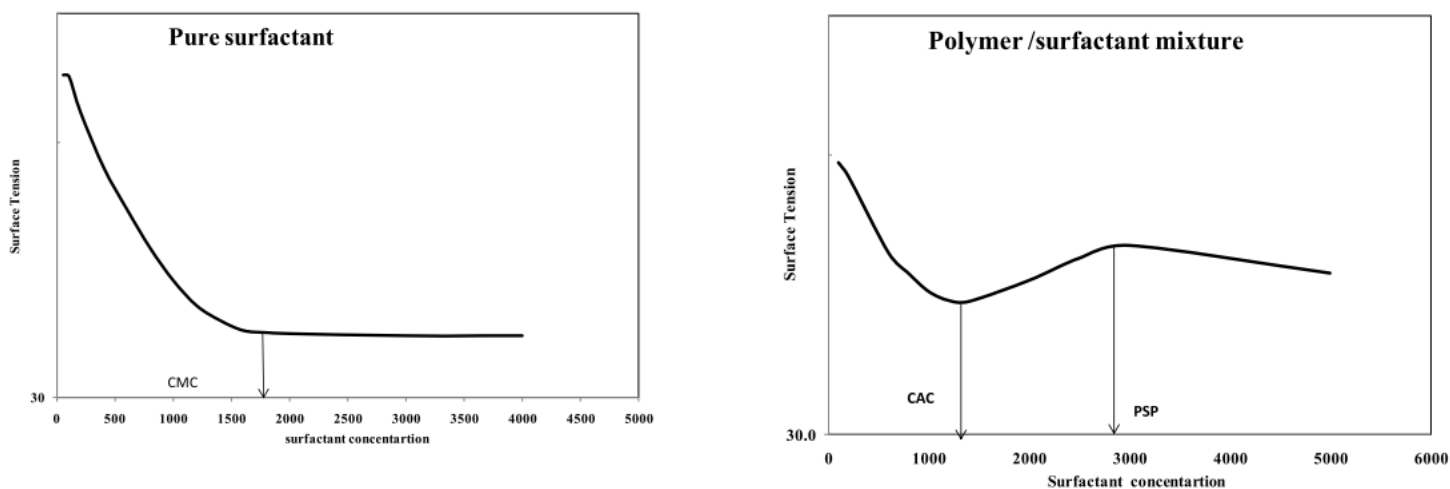 Pure surfactant
Surface Tension
CMC
30
0 500 1000 1500 2000 2500 3000 3500 4000 4500 5000
surfactant concentartion
Polymer /surfactant mixture
Surface Tension
CAC
PSP
30.0
0 1000 2000 3000 4000 5000 6000
Surfactant concentartion